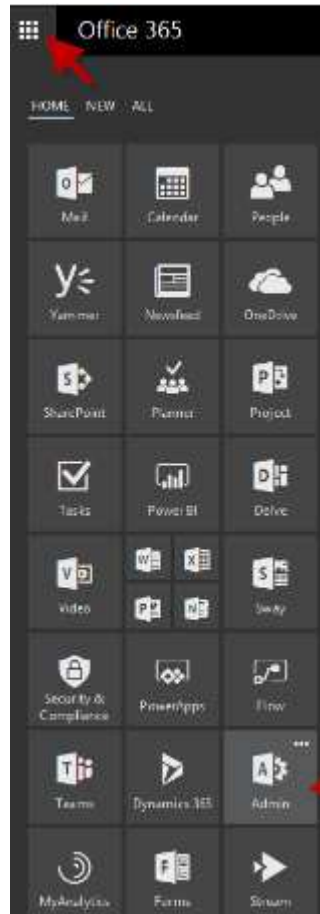 Office 365
HOME NEW ALL
Mail Calendar People
Yammer Newsfeed OneDrive
SharePoint Planner Project
Tasks Power BI Delve
Video Sway
Security & PowerApps Flow
Compliance
Teams Dynamics 365 Admin
MyAnalytics Forms Stream